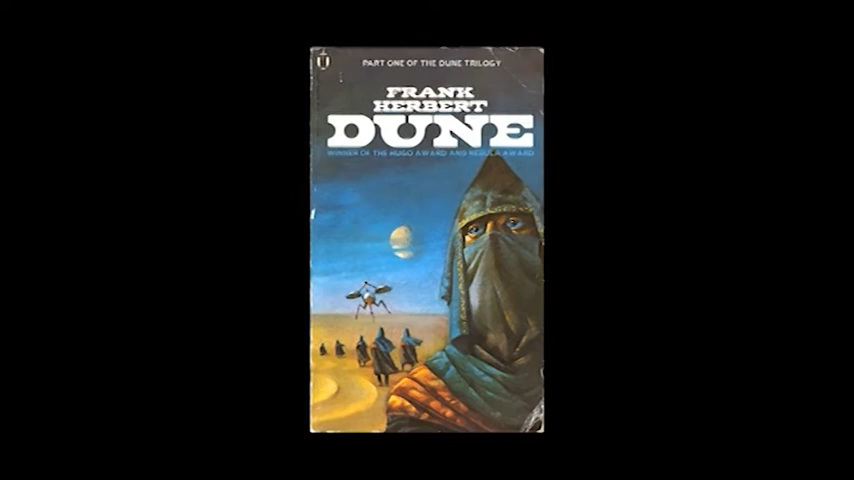 PART ONE OF THE DUNE TRILOGY
FRANK
HERBERT
DUNE
WINNER OF THE HUGO AWARD AND NEBULA AWARD